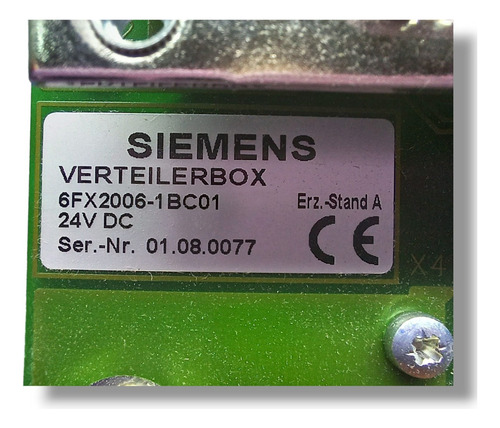 SIEMENS
VERTEILERBOX
6FX2006-1BC01 Erz.-Stand A
24V DC
Ser.-Nr. 01.08.0077
CE
X4